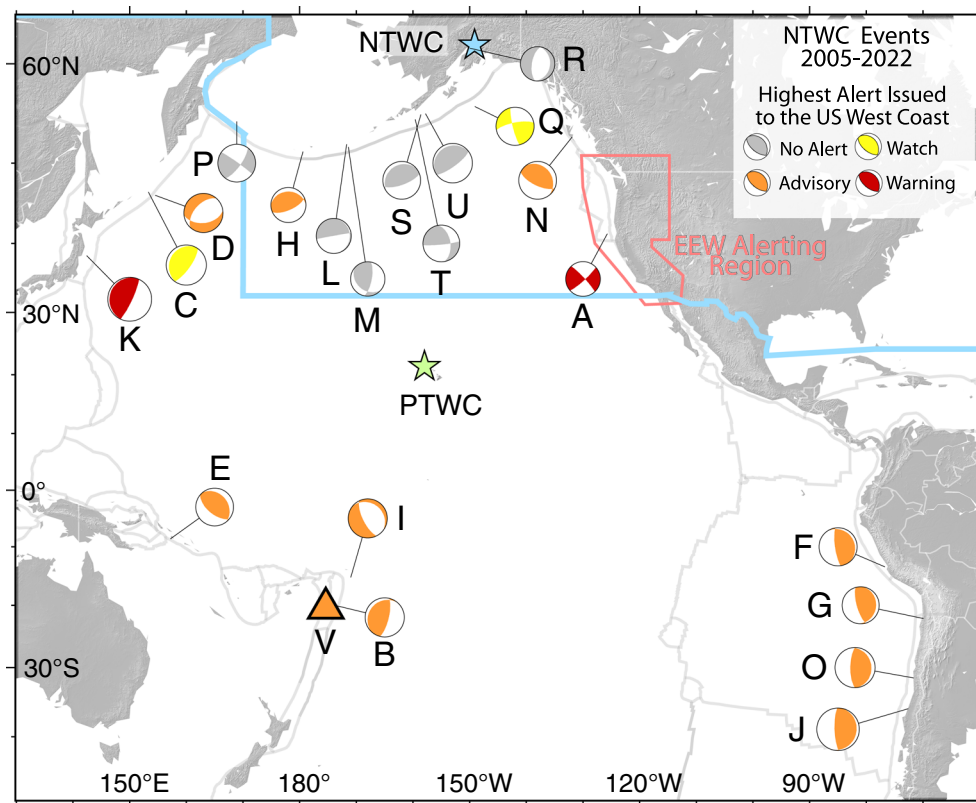 NTWC Events
2005-2022
Highest Alert Issued
to the US West Coast
No Alert
Watch
Advisory
Warning
NTWC
R
60°N
Q
P
S
U
N
D
H
L
T
EEW Alerting
Region
C
M
A
K
30°N
PTWC
E
0°
I
F
G
V
B
O
30°S
J
150°E
180°
150°W
120°W
90°W